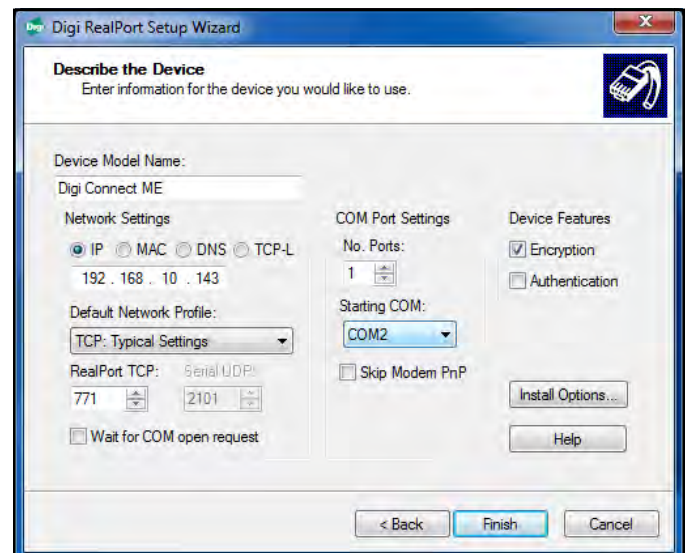 Digi Digi RealPort Setup Wizard
Describe the Device
Enter information for the device you would like to use.
Device Model Name:
Digi Connect ME
Network Settings
IP MAC DNS TCP-L
192 . 168 . 10 . 143
Default Network Profile:
TCP: Typical Settings
RealPort TCP: Serial UDP:
771 2101
Wait for COM open request
COM Port Settings
No. Ports:
1
Starting COM:
COM2
Skip Modem PnP
Device Features
Encryption
Authentication
Install Options...
Help
< Back Finish Cancel